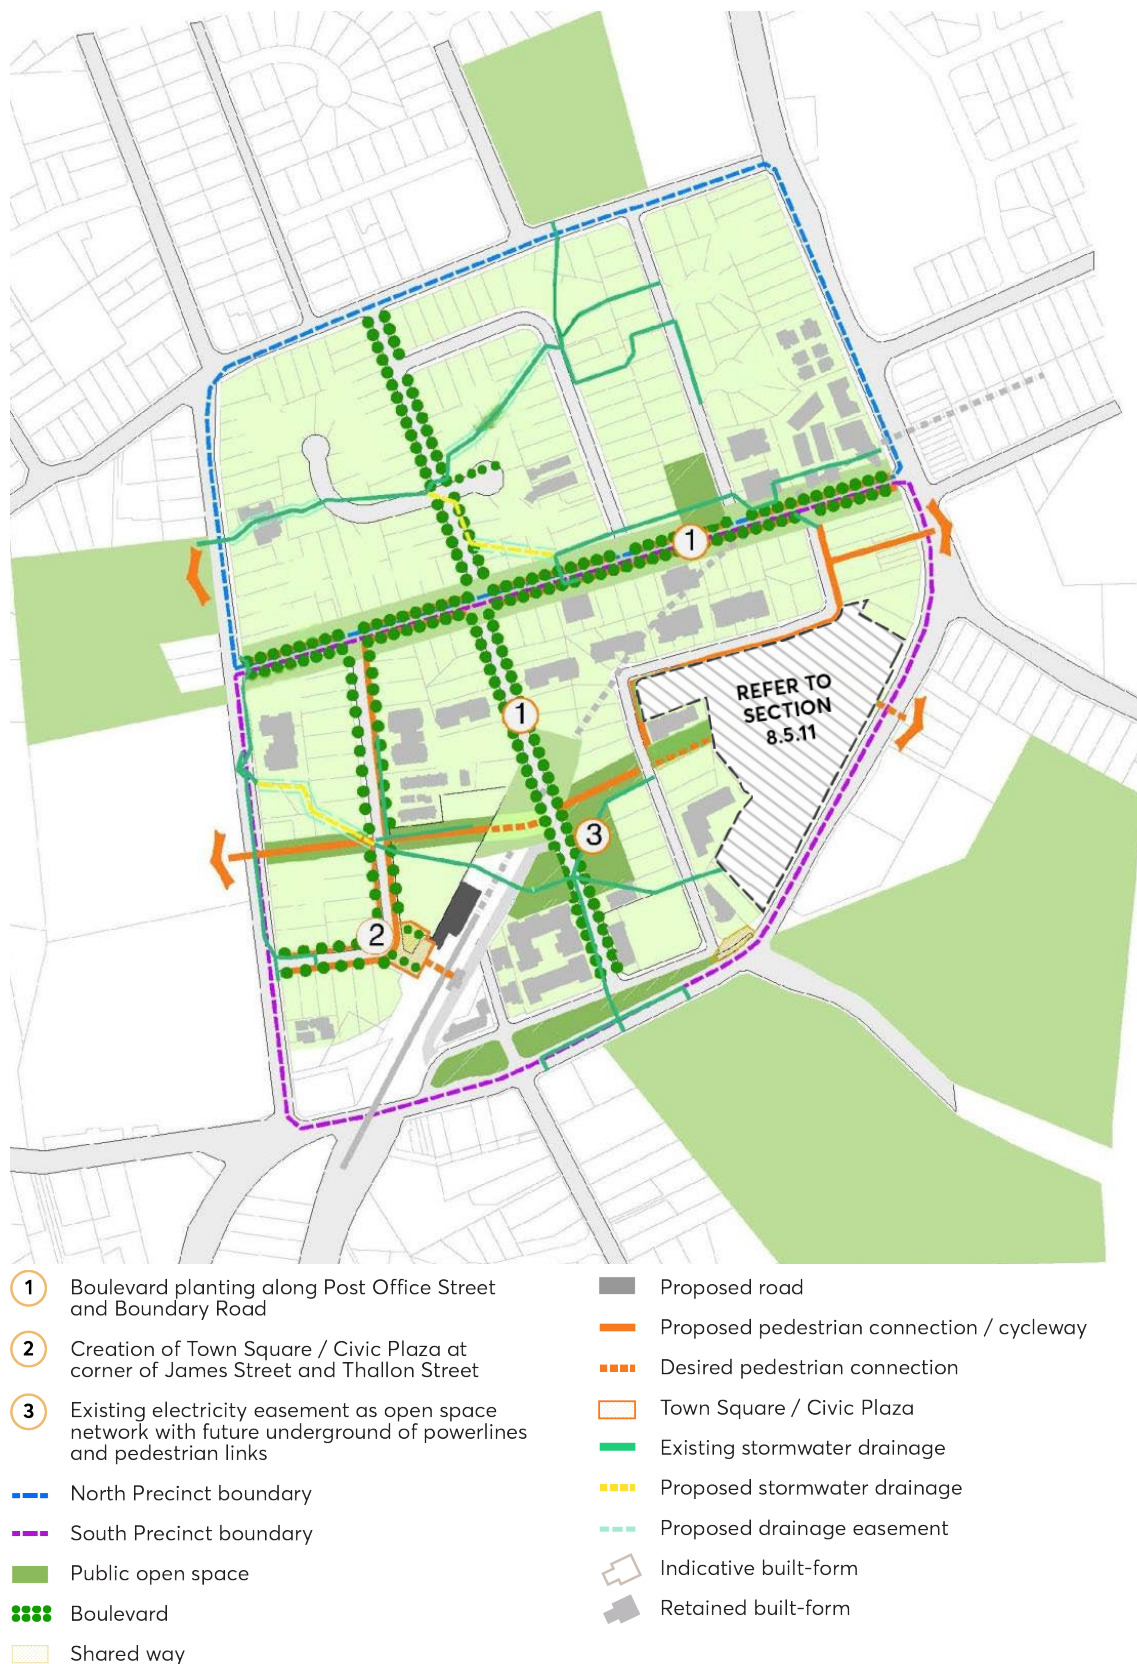 1
REFER TO
SECTION
8.5.11
1
3
2
1 Boulevard planting along Post Office Street
and Boundary Road
2 Creation of Town Square / Civic Plaza at
corner of James Street and Thallon Street
3 Existing electricity easement as open space
network with future underground of powerlines
and pedestrian links
North Precinct boundary
South Precinct boundary
Public open space
Boulevard
Shared way
Proposed road
Proposed pedestrian connection / cycleway
Desired pedestrian connection
Town Square / Civic Plaza
Existing stormwater drainage
Proposed stormwater drainage
Proposed drainage easement
Indicative built-form
Retained built-form